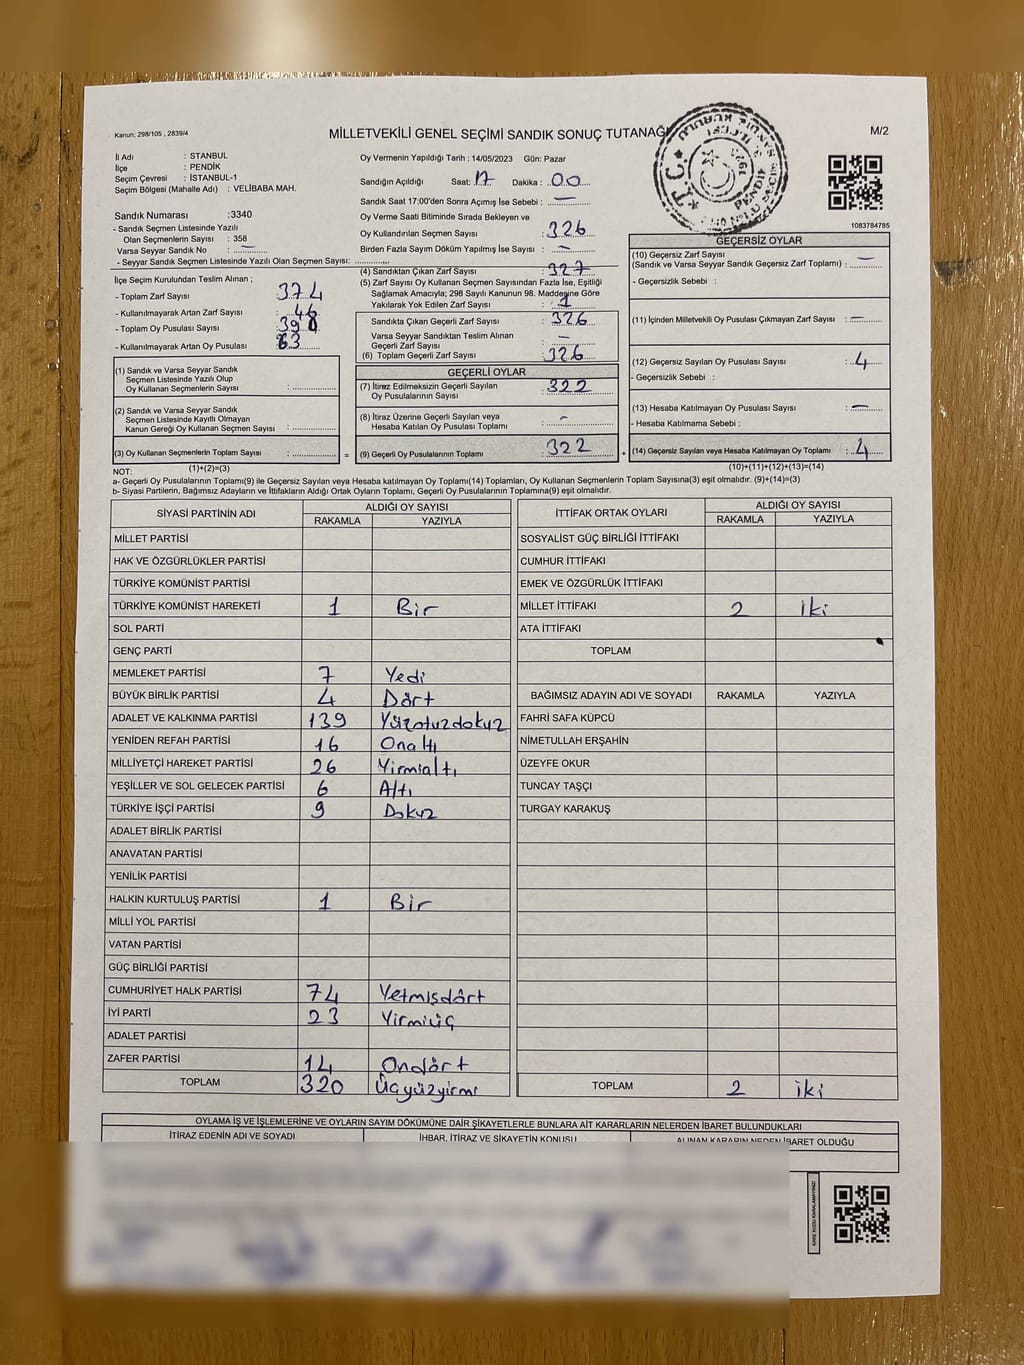 Kanun; 298/105 , 2839/4
MİLLETVEKİLİ GENEL SEÇİMİ SANDIK SONUÇ TUTANAĞI
M/2
İl Adı : STANBUL
İlçe : PENDİK
Seçim Çevresi : İSTANBUL-1
Seçim Bölgesi (Mahalle Adı) : VELİBABA MAH.
Oy Vermenin Yapıldığı Tarih : 14/05/2023 Gün: Pazar
Sandığın Açıldığı Saat: 17 Dakika : 00
Sandık Saat 17:00'den Sonra Açımış İse Sebebi : —
T.C.
PENDİK
1083784785
Sandık Numarası :3340
- Sandık Seçmen Listesinde Yazılı
Olan Seçmenlerin Sayısı : 358
Varsa Seyyar Sandık No : —
- Seyyar Sandık Seçmen Listesinde Yazılı Olan Seçmen Sayısı:
Oy Verme Saati Bitiminde Sırada Bekleyen ve
Oy Kullandırılan Seçmen Sayısı : 326
Birden Fazla Sayım Döküm Yapılmış İse Sayısı : -
İlçe Seçim Kurulundan Teslim Alınan ;
- Toplam Zarf Sayısı : 374
- Kullanılmayarak Artan Zarf Sayısı : 46
- Toplam Oy Pusulası Sayısı : 398
- Kullanılmayarak Artan Oy Pusulası : 63
(4) Sandıktan Çıkan Zarf Sayısı : 327
(5) Zarf Sayısı Oy Kullanan Seçmen Sayısından Fazla İse, Eşitliği
Sağlamak Amacıyla; 298 Sayılı Kanunun 98. Maddesine Göre
Yakılarak Yok Edilen Zarf Sayısı : 1
Sandıkta Çıkan Geçerli Zarf Sayısı : 326
Varsa Seyyar Sandıktan Teslim Alınan
Geçerli Zarf Sayısı : -
(6) Toplam Geçerli Zarf Sayısı : 326
GEÇERLİ OYLAR
(7) İtiraz Edilmeksizin Geçerli Sayılan
Oy Pusulalarının Sayısı : 322
(8) İtiraz Üzerine Geçerli Sayılan veya
Hesaba Katılan Oy Pusulası Toplamı : -
(9) Geçerli Oy Pusulalarının Toplamı : 322
GEÇERSİZ OYLAR
(10) Geçersiz Zarf Sayısı
(Sandık ve Varsa Seyyar Sandık Geçersiz Zarf Toplamı) : —
- Geçersizlik Sebebi :
(11) İçinden Milletvekili Oy Pusulası Çıkmayan Zarf Sayısı : —
(12) Geçersiz Sayılan Oy Pusulası Sayısı : 4
- Geçersizlik Sebebi :
(13) Hesaba Katılmayan Oy Pusulası Sayısı : —
- Hesaba Katılmama Sebebi :
(14) Geçersiz Sayılan veya Hesaba Katılmayan Oy Toplamı : 4
(1) Sandık ve Varsa Seyyar Sandık
Seçmen Listesinde Yazılı Olup
Oy Kullanan Seçmenlerin Sayısı :
(2) Sandık ve Varsa Seyyar Sandık
Seçmen Listesinde Kayıtlı Olmayan
Kanun Gereği Oy Kullanan Seçmen Sayısı :
(3) Oy Kullanan Seçmenlerin Toplam Sayısı :
= +
NOT: (1)+(2)=(3) (10)+(11)+(12)+(13)=(14)
a- Geçerli Oy Pusulalarının Toplamı(9) ile Geçersiz Sayılan veya Hesaba katılmayan Oy Toplamı(14) Toplamları, Oy Kullanan Seçmenlerin Toplam Sayısına(3) eşit olmalıdır. (9)+(14)=(3)
b- Siyasi Partilerin, Bağımsız Adayların ve İttifakların Aldığı Ortak Oyların Toplamı, Geçerli Oy Pusulalarının Toplamına(9) eşit olmalıdır.
SİYASİ PARTİNİN ADI ALDIĞI OY SAYISI
RAKAMLA YAZIYLA
MİLLET PARTİSİ
HAK VE ÖZGÜRLÜKLER PARTİSİ
TÜRKİYE KOMÜNİST PARTİSİ
TÜRKİYE KOMÜNİST HAREKETİ 1 Bir
SOL PARTİ
GENÇ PARTİ
MEMLEKET PARTİSİ 7 Yedi
BÜYÜK BİRLİK PARTİSİ 4 Dört
ADALET VE KALKINMA PARTİSİ 139 Yüzotuzdokuz
YENİDEN REFAH PARTİSİ 16 Onaltı
MİLLİYETÇİ HAREKET PARTİSİ 26 Yirmialtı
YEŞİLLER VE SOL GELECEK PARTİSİ 6 Altı
TÜRKİYE İŞÇİ PARTİSİ 9 Dokuz
ADALET BİRLİK PARTİSİ
ANAVATAN PARTİSİ
YENİLİK PARTİSİ
HALKIN KURTULUŞ PARTİSİ 1 Bir
MİLLİ YOL PARTİSİ
VATAN PARTİSİ
GÜÇ BİRLİĞİ PARTİSİ
CUMHURİYET HALK PARTİSİ 74 Yetmişdört
İYİ PARTİ 23 Yirmiüç
ADALET PARTİSİ
ZAFER PARTİSİ 14 Ondört
TOPLAM 320 Üçyüzyirmi
İTTİFAK ORTAK OYLARI ALDIĞI OY SAYISI
RAKAMLA YAZIYLA
SOSYALİST GÜÇ BİRLİĞİ İTTİFAKI
CUMHUR İTTİFAKI
EMEK VE ÖZGÜRLÜK İTTİFAKI
MİLLET İTTİFAKI 2 iki
ATA İTTİFAKI
TOPLAM
BAĞIMSIZ ADAYIN ADI VE SOYADI RAKAMLA YAZIYLA
FAHRİ SAFA KÜPCÜ
NİMETULLAH ERŞAHİN
ÜZEYFE OKUR
TUNCAY TAŞÇI
TURGAY KARAKUŞ
TOPLAM 2 iki
OYLAMA İŞ VE İŞLEMLERİNE VE OYLARIN SAYIM DÖKÜMÜNE DAİR ŞİKAYETLERLE BUNLARA AİT KARARLARIN NELERDEN İBARET BULUNDUKLARI
İTİRAZ EDENİN ADI VE SOYADI İHBAR, İTİRAZ VE ŞİKAYETİN KONUSU ALINAN KARARIN NEDEN İBARET OLDUĞU
KARE KODU KARALAMAYINIZ!